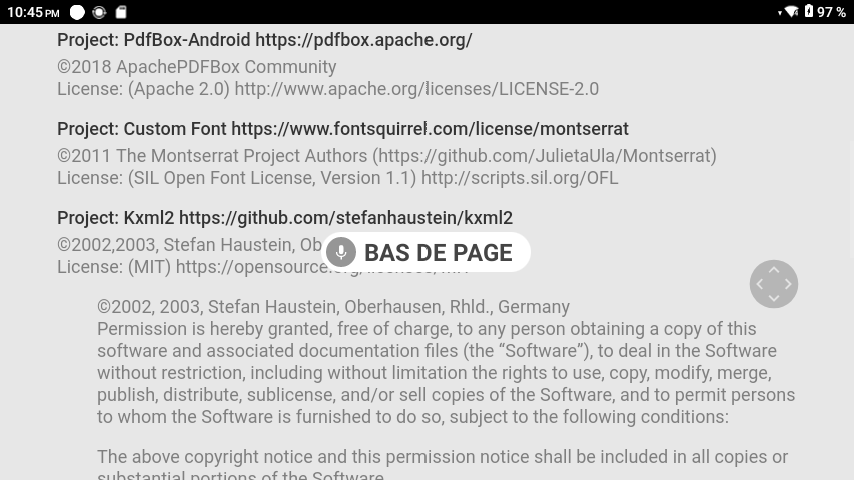 10:45 PM
97 %
Project: PdfBox-Android https://pdfbox.apache.org/
©2018 ApachePDFBox Community
License: (Apache 2.0) http://www.apache.org/licenses/LICENSE-2.0
Project: Custom Font https://www.fontsquirrel.com/license/montserrat
©2011 The Montserrat Project Authors (https://github.com/JulietaUla/Montserrat)
License: (SIL Open Font License, Version 1.1) http://scripts.sil.org/OFL
Project: Kxml2 https://github.com/stefanhaustein/kxml2
©2002,2003, Stefan Haustein,
BAS DE PAGE
License: (MIT)
©2002, 2003, Stefan Haustein, Oberhausen, Rhld., Germany
Permission is hereby granted, free of charge, to any person obtaining a copy of this
software and associated documentation files (the “Software”), to deal in the Software
without restriction, including without limitation the rights to use, copy, modify, merge,
publish, distribute, sublicense, and/or sell copies of the Software, and to permit persons
to whom the Software is furnished to do so, subject to the following conditions:
The above copyright notice and this permission notice shall be included in all copies or
substantial portions of the Software.